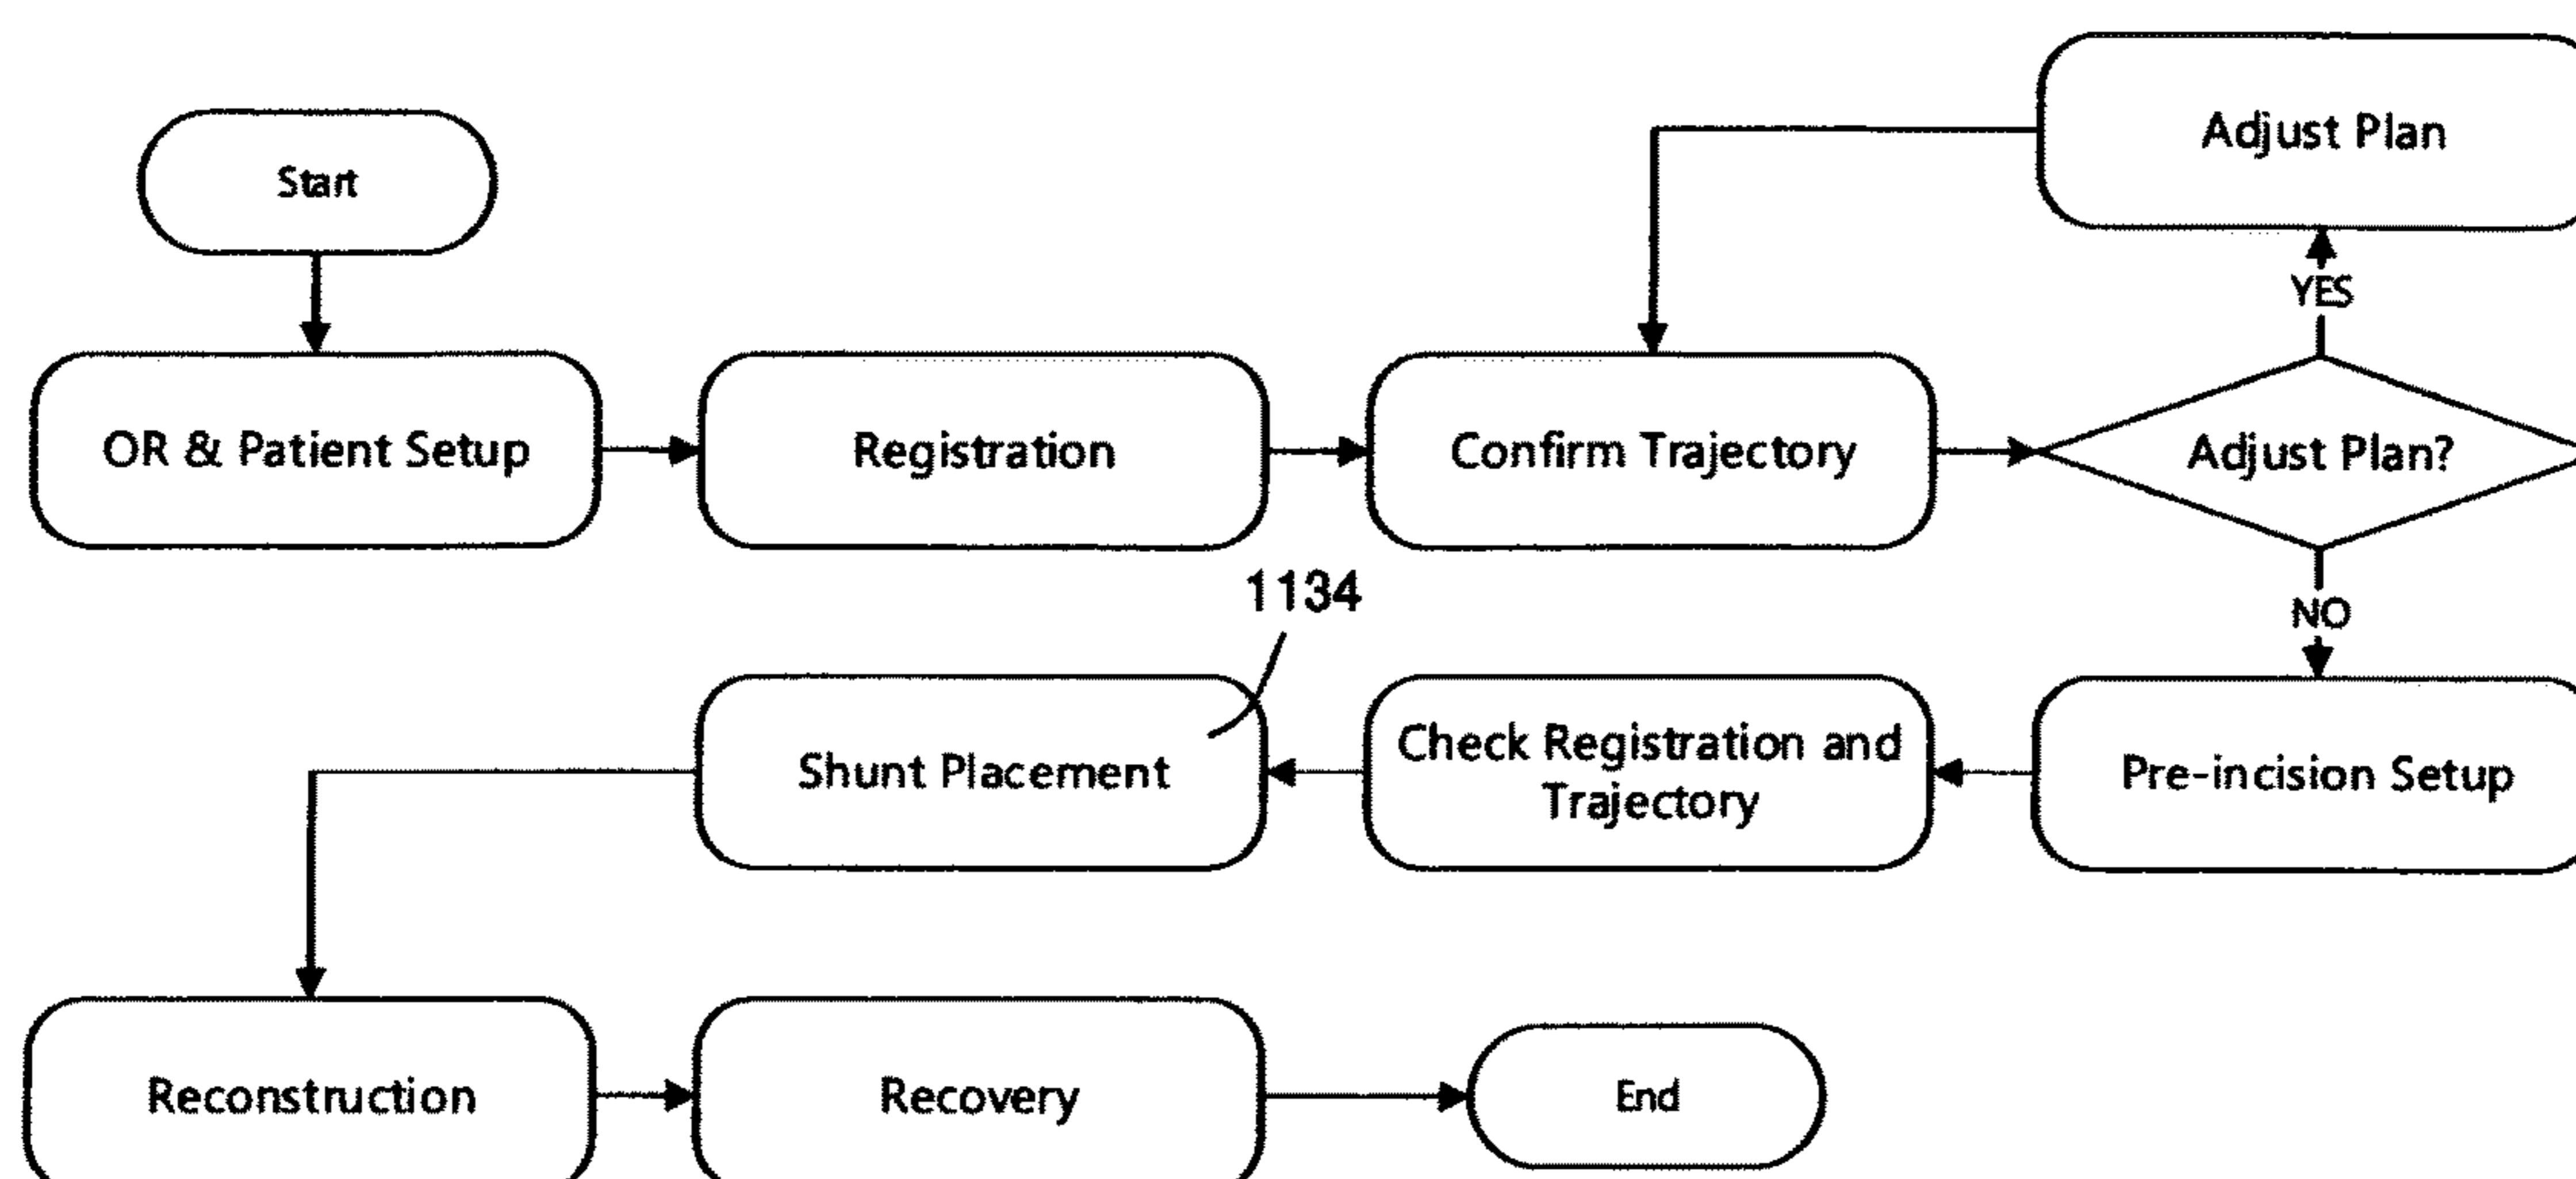 Start
Adjust Plan
YES
OR & Patient Setup
Registration
Confirm Trajectory
Adjust Plan?
NO
1134
Shunt Placement
Check Registration and
Trajectory
Pre-incision Setup
Reconstruction
Recovery
End